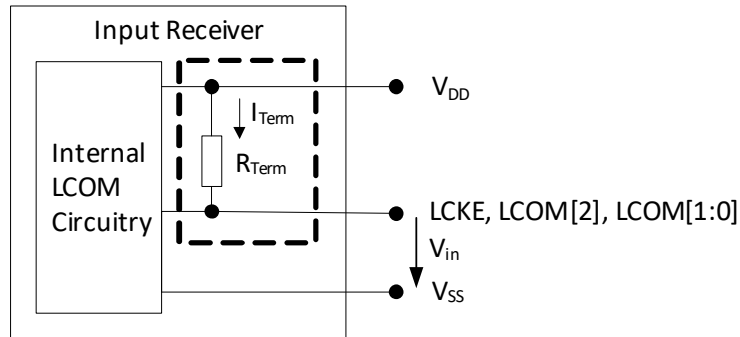 Input Receiver
V_DD
I_Term
Internal
LCOM
Circuitry
R_Term
LCKE, LCOM[2], LCOM[1:0]
V_in
V_SS